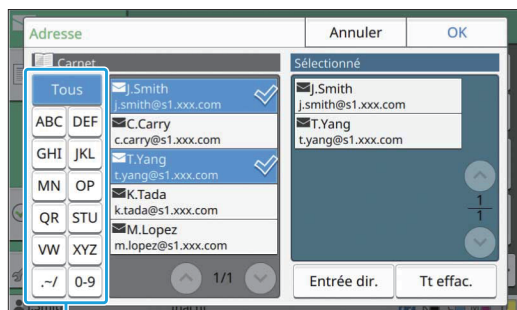 Adresse
Annuler
OK
Carnet
Sélectionné
Tous
ABC DEF
GHI JKL
MN OP
QR STU
VW XYZ
.~/ 0-9
J.Smith
j.smith@s1.xxx.com
C.Carry
c.carry@s1.xxx.com
T.Yang
t.yang@s1.xxx.com
K.Tada
k.tada@s1.xxx.com
M.Lopez
m.lopez@s1.xxx.com
1/1
J.Smith
j.smith@s1.xxx.com
T.Yang
t.yang@s1.xxx.com
1
1
Entrée dir.
Tt effac.